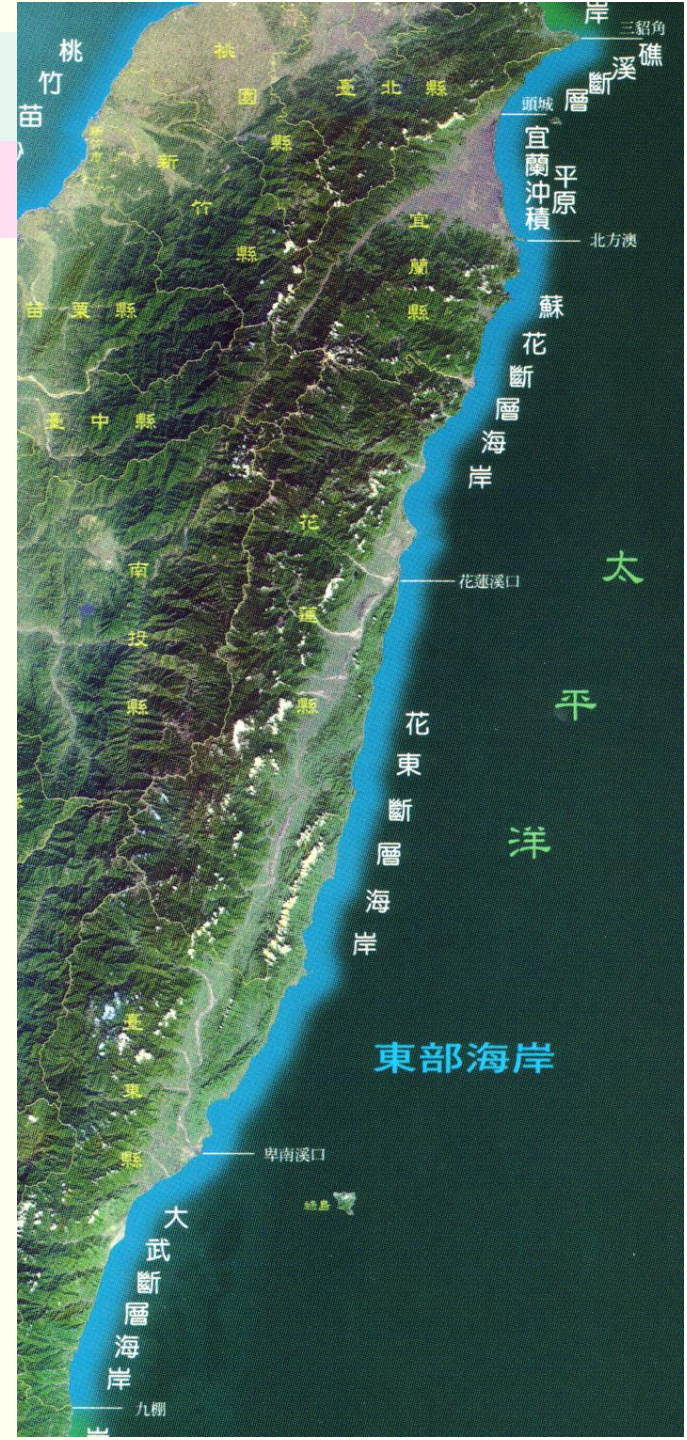 岸
三貂角
礁溪斷層
頭城
宜蘭沖積
平原
北方澳
蘇花斷層海岸
花蓮溪口
太平洋
花東斷層海岸
東部海岸
卑南溪口
綠島
大武斷層海岸
九棚
岸
桃竹苗
桃園縣
臺北縣
新竹縣
宜蘭縣
苗栗縣
臺中縣
花蓮縣
南投縣
臺東縣
縣